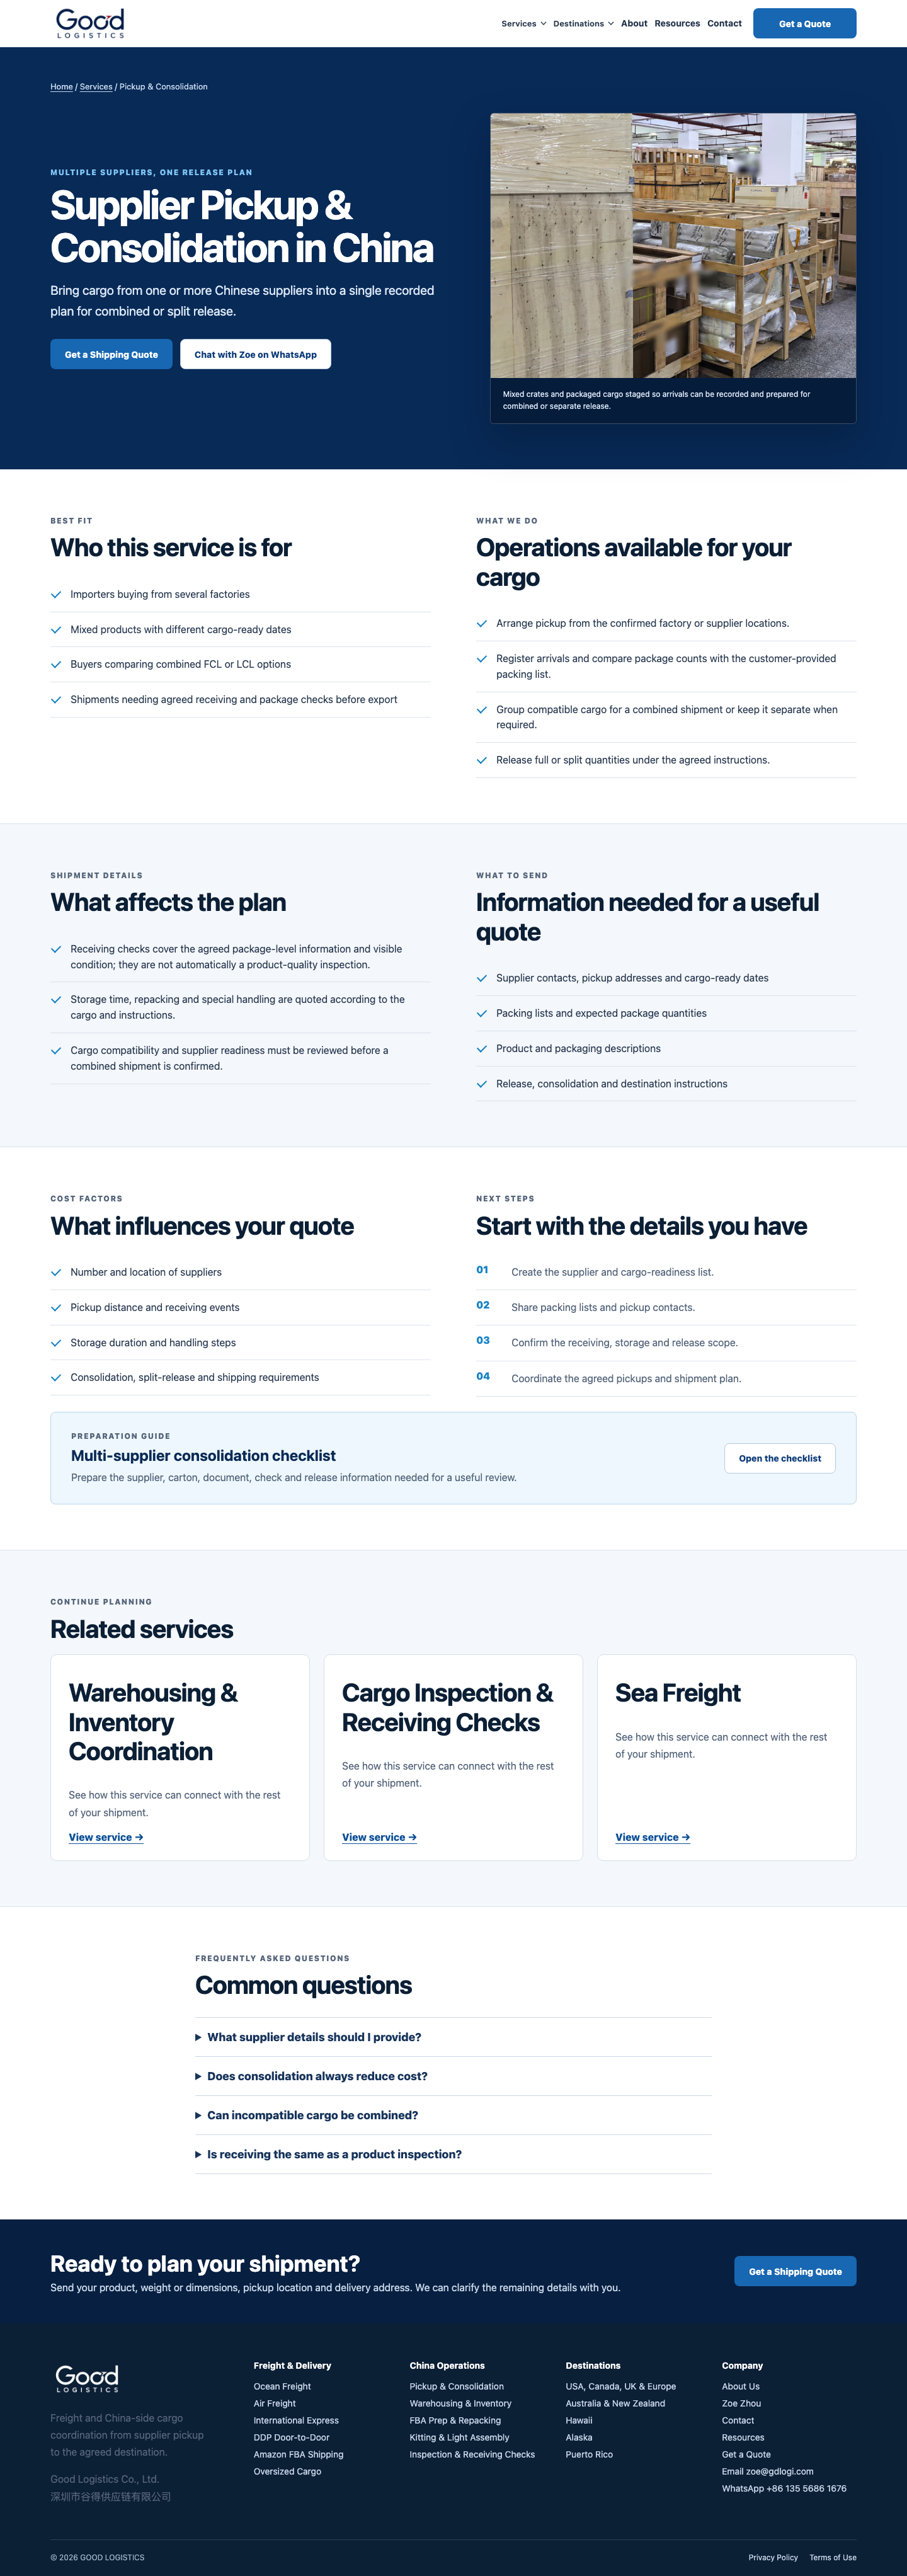 Good
LOGISTICS
Services
Destinations
About
Resources
Contact
Get a Quote
Home / Services / Pickup & Consolidation
MULTIPLE SUPPLIERS, ONE RELEASE PLAN
Supplier Pickup &
Consolidation in China
Bring cargo from one or more Chinese suppliers into a single recorded
plan for combined or split release.
Get a Shipping Quote
Chat with Zoe on WhatsApp
Mixed crates and packaged cargo staged so arrivals can be recorded and prepared for
combined or separate release.
BEST FIT
Who this service is for
Importers buying from several factories
Mixed products with different cargo-ready dates
Buyers comparing combined FCL or LCL options
Shipments needing agreed receiving and package checks before export
WHAT WE DO
Operations available for your
cargo
Arrange pickup from the confirmed factory or supplier locations.
Register arrivals and compare package counts with the customer-provided
packing list.
Group compatible cargo for a combined shipment or keep it separate when
required.
Release full or split quantities under the agreed instructions.
SHIPMENT DETAILS
What affects the plan
Receiving checks cover the agreed package-level information and visible
condition; they are not automatically a product-quality inspection.
Storage time, repacking and special handling are quoted according to the
cargo and instructions.
Cargo compatibility and supplier readiness must be reviewed before a
combined shipment is confirmed.
WHAT TO SEND
Information needed for a useful
quote
Supplier contacts, pickup addresses and cargo-ready dates
Packing lists and expected package quantities
Product and packaging descriptions
Release, consolidation and destination instructions
COST FACTORS
What influences your quote
Number and location of suppliers
Pickup distance and receiving events
Storage duration and handling steps
Consolidation, split-release and shipping requirements
NEXT STEPS
Start with the details you have
01 Create the supplier and cargo-readiness list.
02 Share packing lists and pickup contacts.
03 Confirm the receiving, storage and release scope.
04 Coordinate the agreed pickups and shipment plan.
PREPARATION GUIDE
Multi-supplier consolidation checklist
Prepare the supplier, carton, document, check and release information needed for a useful review.
Open the checklist
CONTINUE PLANNING
Related services
Warehousing &
Inventory
Coordination
See how this service can connect with the rest
of your shipment.
View service →
Cargo Inspection &
Receiving Checks
See how this service can connect with the rest
of your shipment.
View service →
Sea Freight
See how this service can connect with the rest
of your shipment.
View service →
FREQUENTLY ASKED QUESTIONS
Common questions
What supplier details should I provide?
Does consolidation always reduce cost?
Can incompatible cargo be combined?
Is receiving the same as a product inspection?
Ready to plan your shipment?
Send your product, weight or dimensions, pickup location and delivery address. We can clarify the remaining details with you.
Get a Shipping Quote
Good
LOGISTICS
Freight and China-side cargo
coordination from supplier pickup
to the agreed destination.
Good Logistics Co., Ltd.
深圳市谷得供应链有限公司
Freight & Delivery
Ocean Freight
Air Freight
International Express
DDP Door-to-Door
Amazon FBA Shipping
Oversized Cargo
China Operations
Pickup & Consolidation
Warehousing & Inventory
FBA Prep & Repacking
Kitting & Light Assembly
Inspection & Receiving Checks
Destinations
USA, Canada, UK & Europe
Australia & New Zealand
Hawaii
Alaska
Puerto Rico
Company
About Us
Zoe Zhou
Contact
Resources
Get a Quote
Email zoe@gdlogi.com
WhatsApp +86 135 5686 1676
© 2026 GOOD LOGISTICS
Privacy Policy
Terms of Use